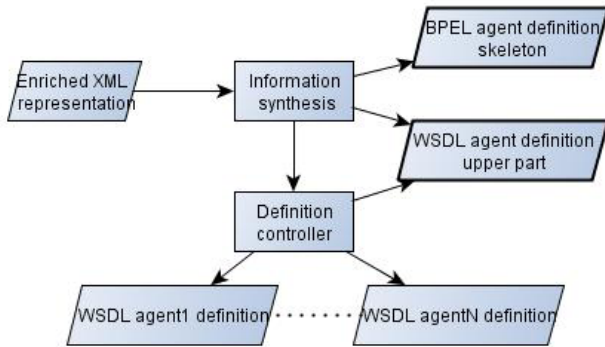 BPEL agent definition
skeleton
Enriched XML
representation
Information
synthesis
WSDL agent definition
upper part
Definition
controller
WSDL agent1 definition
WSDL agentN definition